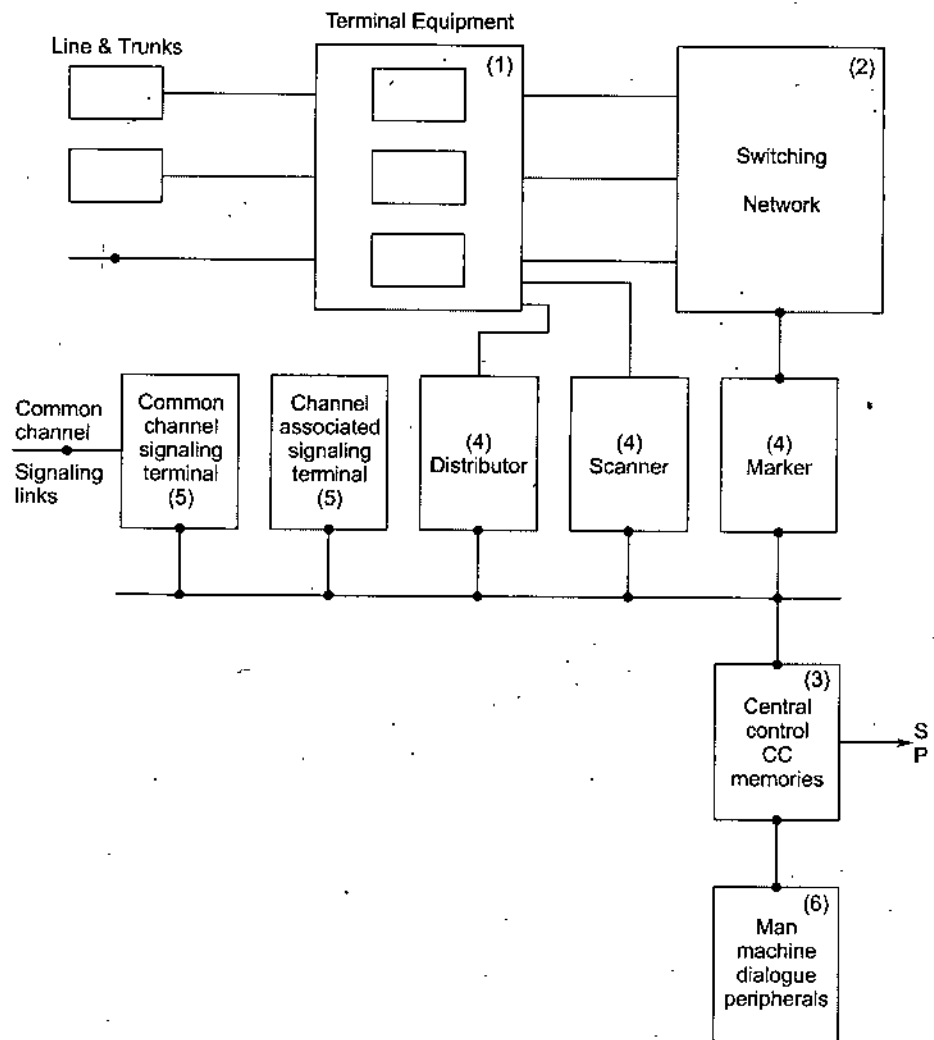 Terminal Equipment
Line & Trunks
(1)
(2)
Switching
Network
Common
channel
Signaling
links
Common
channel
signaling
terminal
(5)
Channel
associated
signaling
terminal
(5)
(4)
Distributor
(4)
Scanner
(4)
Marker
(3)
Central
control
CC
memories
S
P
(6)
Man
machine
dialogue
peripherals